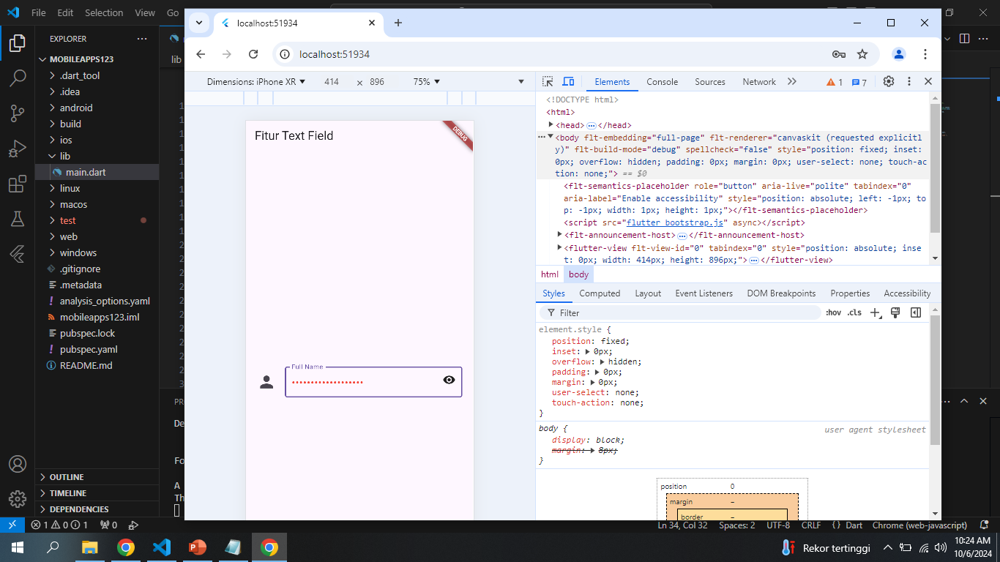 File Edit Selection View Go
localhost:51934
localhost:51934
EXPLORER
MOBILEAPPS123
.dart_tool
.idea
android
build
ios
lib
main.dart
linux
macos
test
web
windows
.gitignore
.metadata
analysis_options.yaml
mobileapps123.iml
pubspec.lock
pubspec.yaml
README.md
OUTLINE
TIMELINE
DEPENDENCIES
lib
De
Fo
A
Th
Dimensions: iPhone XR 414 × 896 75%
Fitur Text Field
DEBUG
Full Name
Elements Console Sources Network 1 7
<!DOCTYPE html>
<html>
<head> ⋯ </head>
<body flt-embedding="full-page" flt-renderer="canvaskit (requested explicitl
y)" flt-build-mode="debug" spellcheck="false" style="position: fixed; inset:
0px; overflow: hidden; padding: 0px; margin: 0px; user-select: none; touch-ac
tion: none;"> == $0
<flt-semantics-placeholder role="button" aria-live="polite" tabindex="0"
aria-label="Enable accessibility" style="position: absolute; left: -1px; to
p: -1px; width: 1px; height: 1px;"></flt-semantics-placeholder>
<script src="flutter_bootstrap.js" async></script>
<flt-announcement-host> ⋯ </flt-announcement-host>
<flutter-view flt-view-id="0" tabindex="0" style="position: absolute; inse
t: 0px; width: 414px; height: 896px;"> ⋯ </flutter-view>
html body
Styles Computed Layout Event Listeners DOM Breakpoints Properties Accessibility
Filter :hov .cls
element.style {
position: fixed;
inset: 0px;
overflow: hidden;
padding: 0px;
margin: 0px;
user-select: none;
touch-action: none;
}
body { user agent stylesheet
display: block;
margin: 8px;
}
position 0
margin –
border –
1 0 1 0
Ln 34, Col 32 Spaces: 2 UTF-8 CRLF {} Dart Chrome (web-javascript)
Rekor tertinggi
10:24 AM
10/6/2024